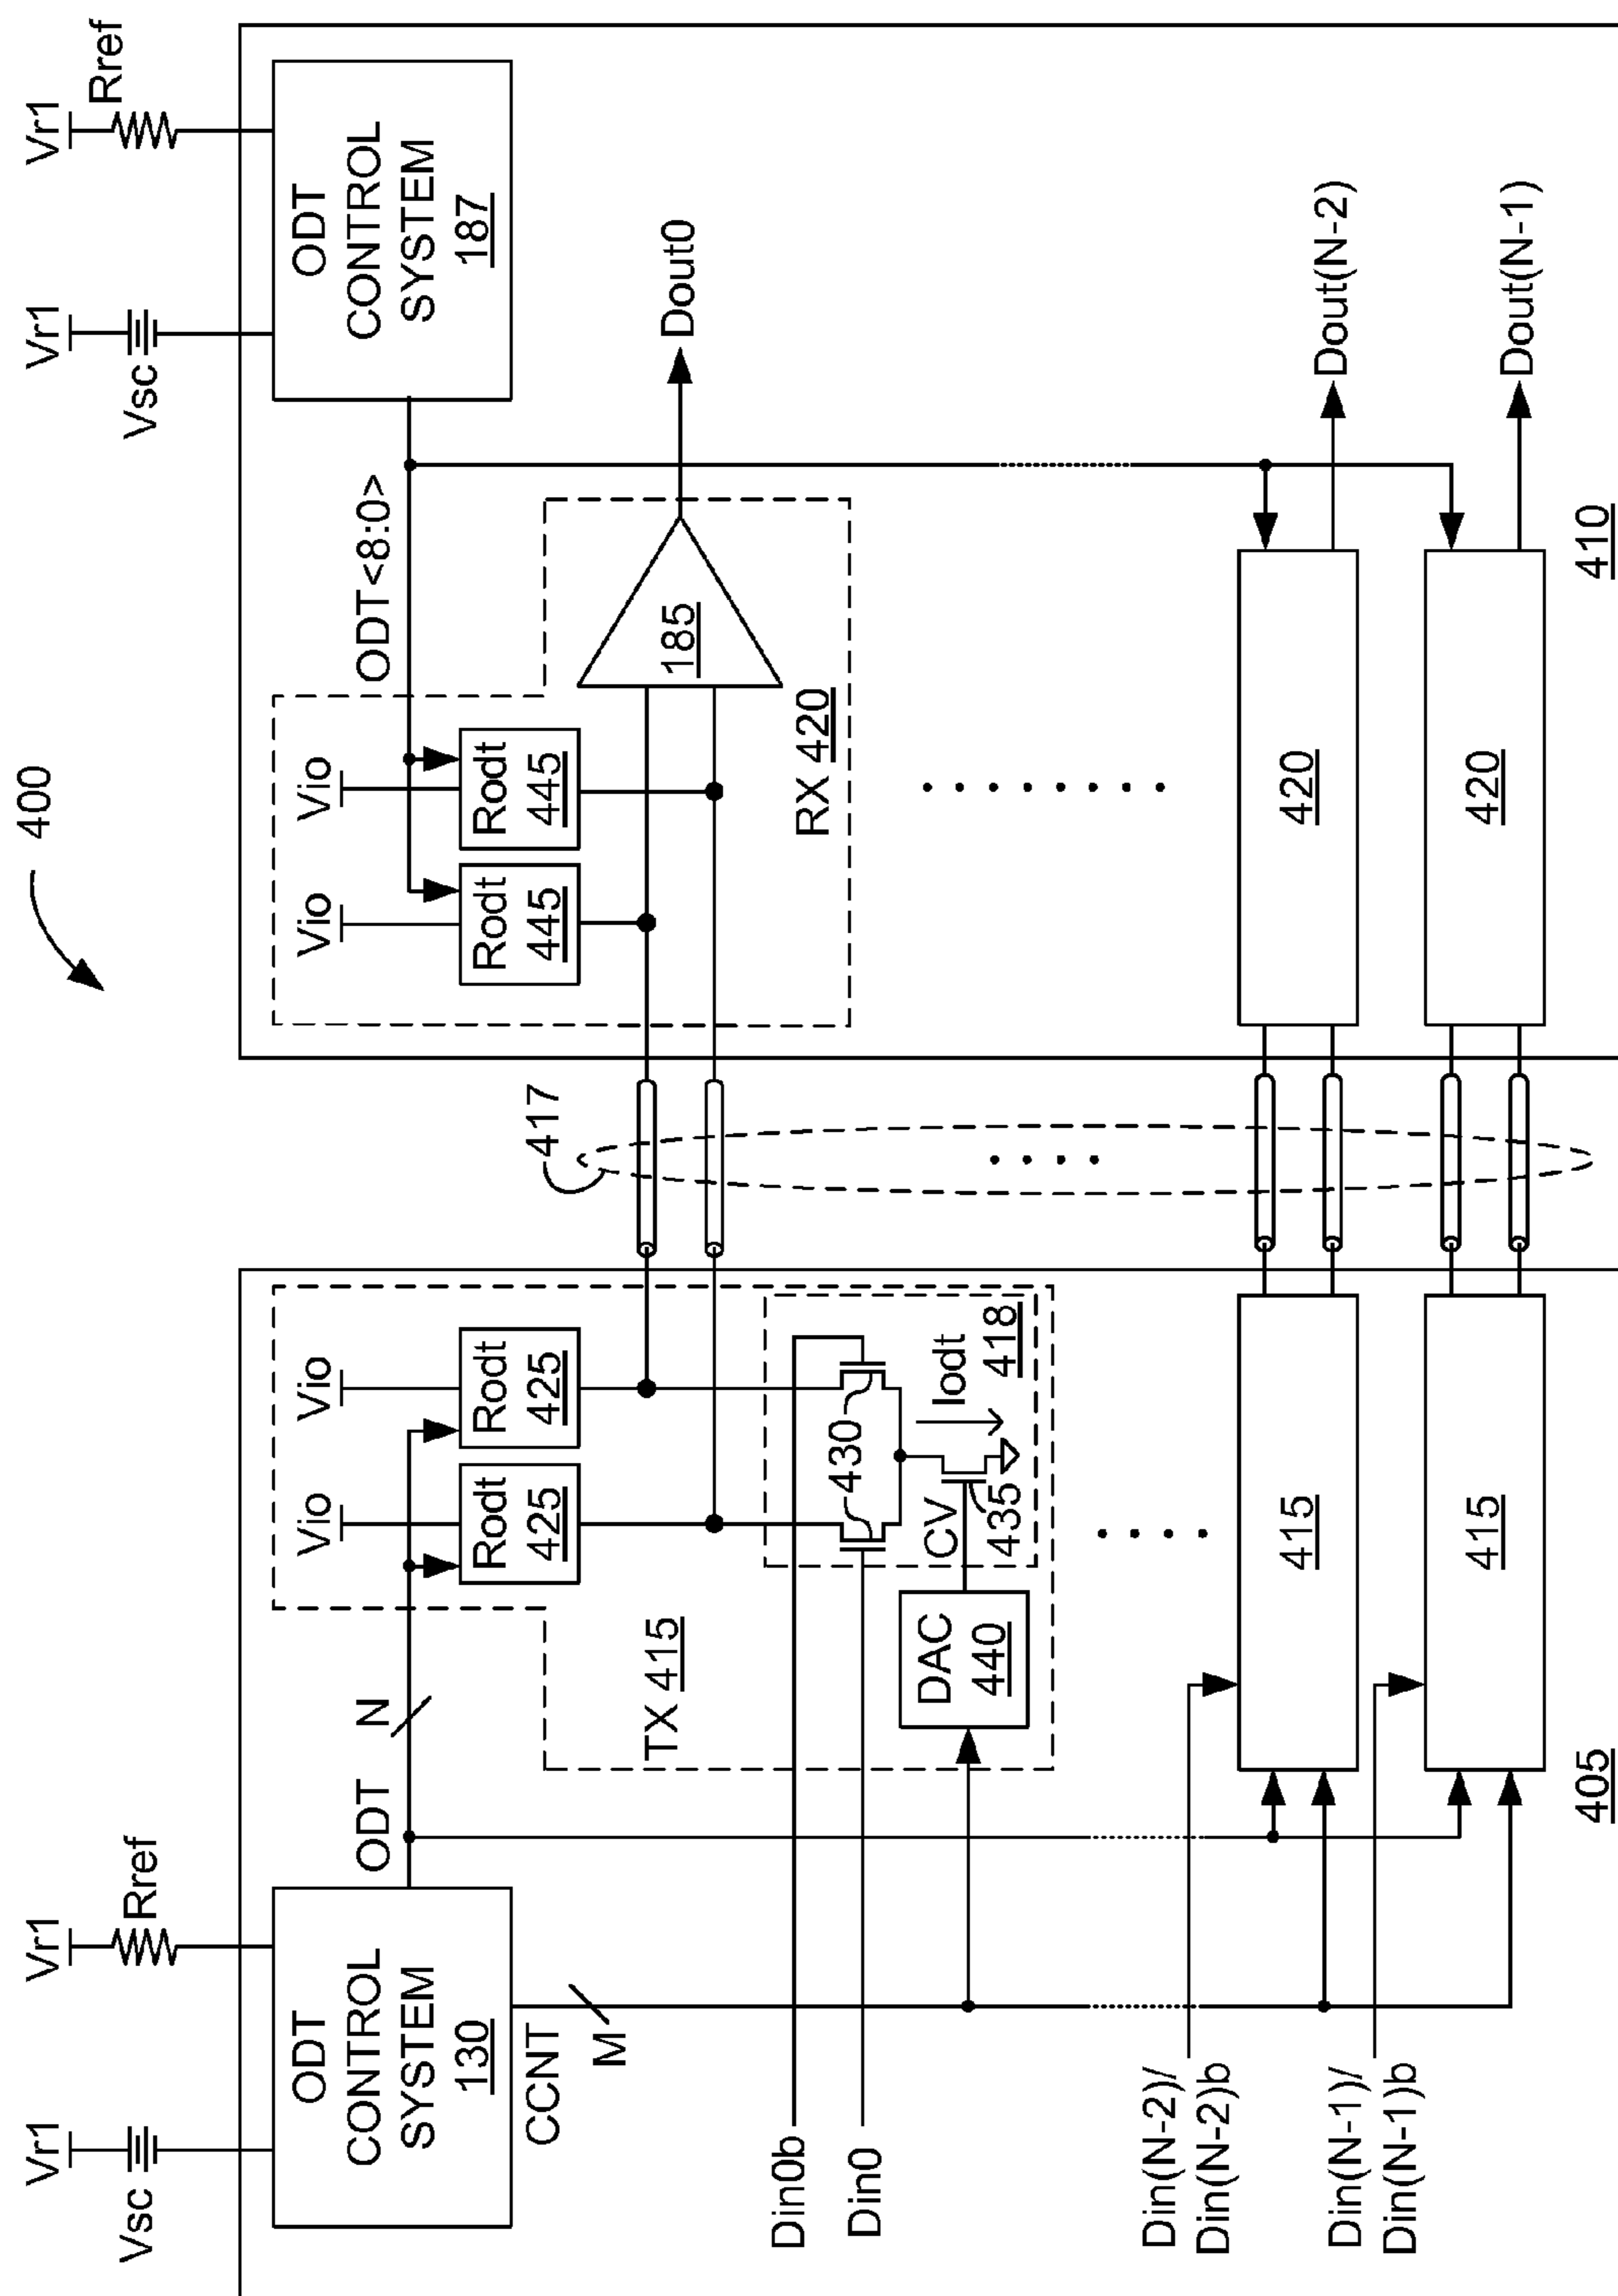 400
Vr1
Vsc
Vr1
Rref
ODT
CONTROL
SYSTEM
130
CCNT
M
ODT
N
Vio
Vio
Rodt
425
Rodt
425
TX 415
430
Iodt
418
CV
435
DAC
440
Din0b
Din0
Din(N-2)/
Din(N-2)b
Din(N-1)/
Din(N-1)b
415
415
405
417
Vr1
Vsc
Vr1
Rref
ODT
CONTROL
SYSTEM
187
ODT<8:0>
Vio
Vio
Rodt
445
Rodt
445
185
RX 420
Dout0
420
Dout(N-2)
420
Dout(N-1)
410